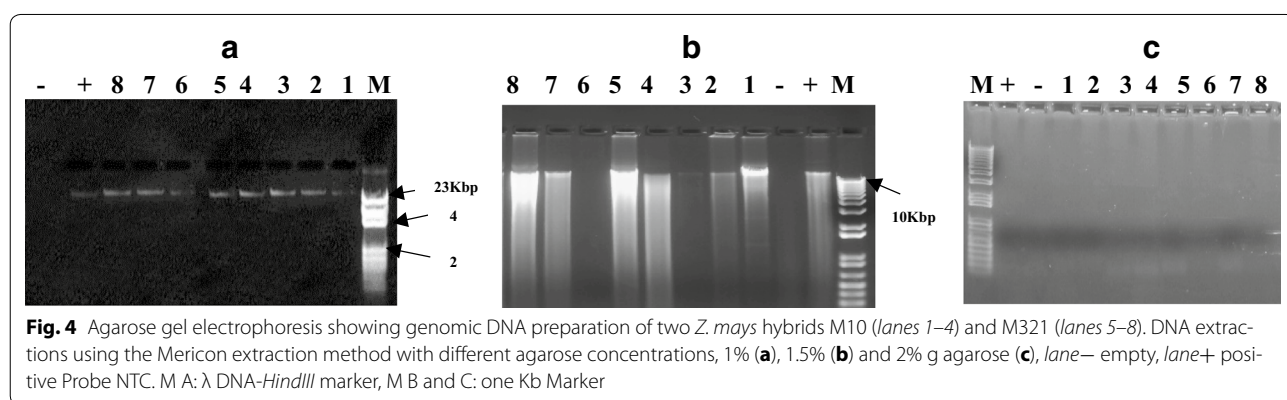 a
- + 8 7 6 5 4 3 2 1 M
23Kbp
4
2
b
8 7 6 5 4 3 2 1 - + M
10Kbp
c
M + - 1 2 3 4 5 6 7 8
Fig. 4 Agarose gel electrophoresis showing genomic DNA preparation of two Z. mays hybrids M10 (lanes 1–4) and M321 (lanes 5–8). DNA extrac-
tions using the Mericon extraction method with different agarose concentrations, 1% (a), 1.5% (b) and 2% g agarose (c), lane− empty, lane+ posi-
tive Probe NTC. M A: λ DNA-HindIII marker, M B and C: one Kb Marker